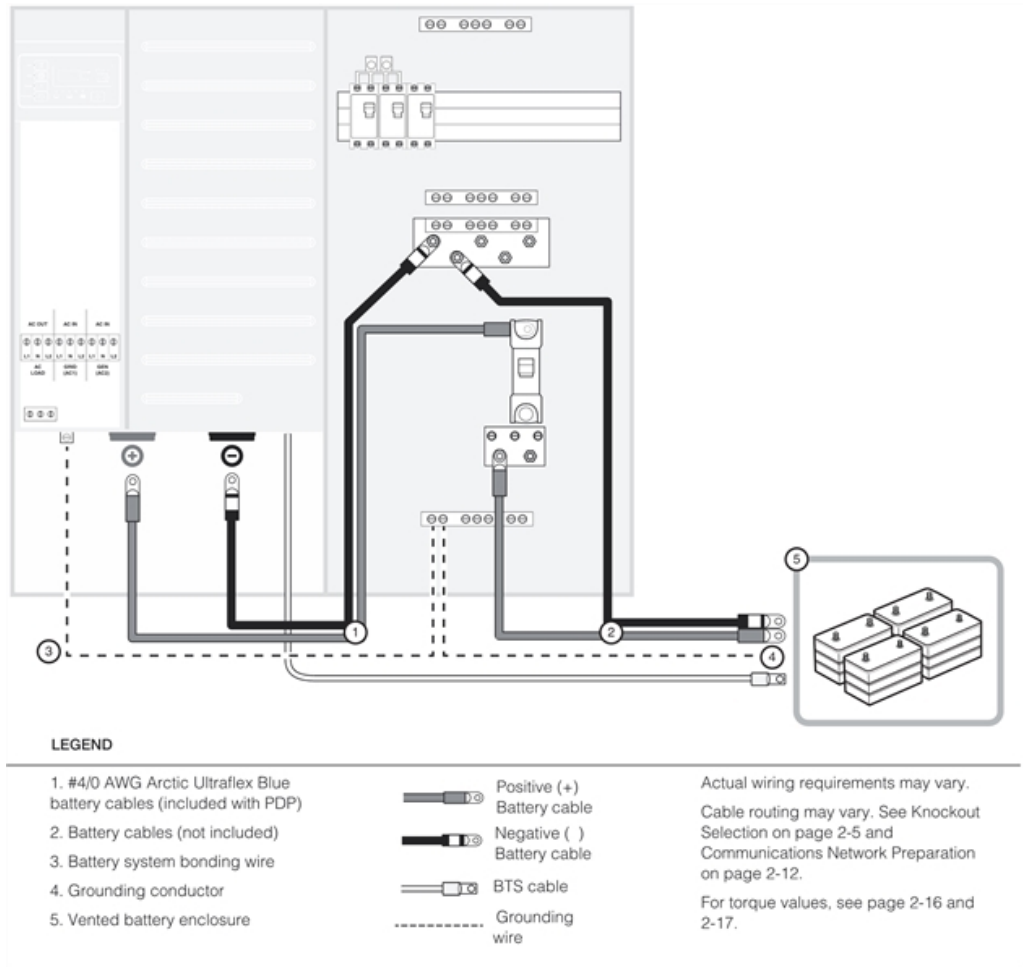 AC OUT AC IN AC IN
L1 N L2 L1 N L2 L1 N L2
AC LOAD GRID (AC1) GEN (AC2)
+
−
1
2
3
4
5
LEGEND
1. #4/0 AWG Arctic Ultraflex Blue
battery cables (included with PDP)
2. Battery cables (not included)
3. Battery system bonding wire
4. Grounding conductor
5. Vented battery enclosure
Positive (+)
Battery cable
Negative ( )
Battery cable
BTS cable
Grounding
wire
Actual wiring requirements may vary.
Cable routing may vary. See Knockout
Selection on page 2-5 and
Communications Network Preparation
on page 2-12.
For torque values, see page 2-16 and
2-17.